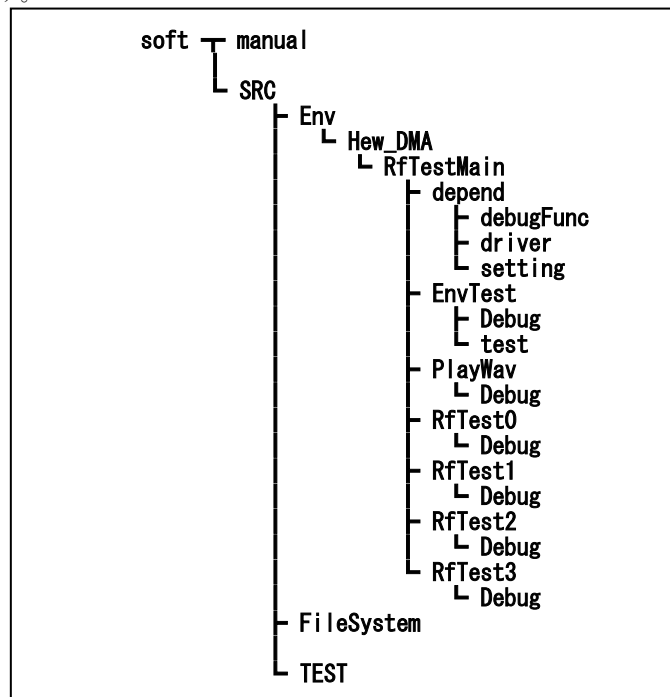 soft manual
SRC
Env
Hew_DMA
RfTestMain
depend
debugFunc
driver
setting
EnvTest
Debug
test
PlayWav
Debug
RfTest0
Debug
RfTest1
Debug
RfTest2
Debug
RfTest3
Debug
FileSystem
TEST